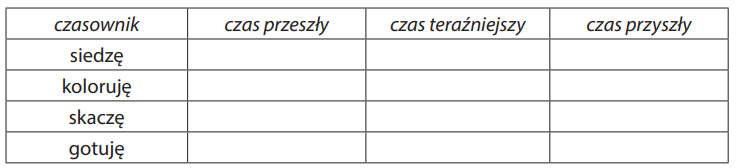 czasownik czas przeszły czas teraźniejszy czas przyszły
siedzę
koloruję
skaczę
gotuję